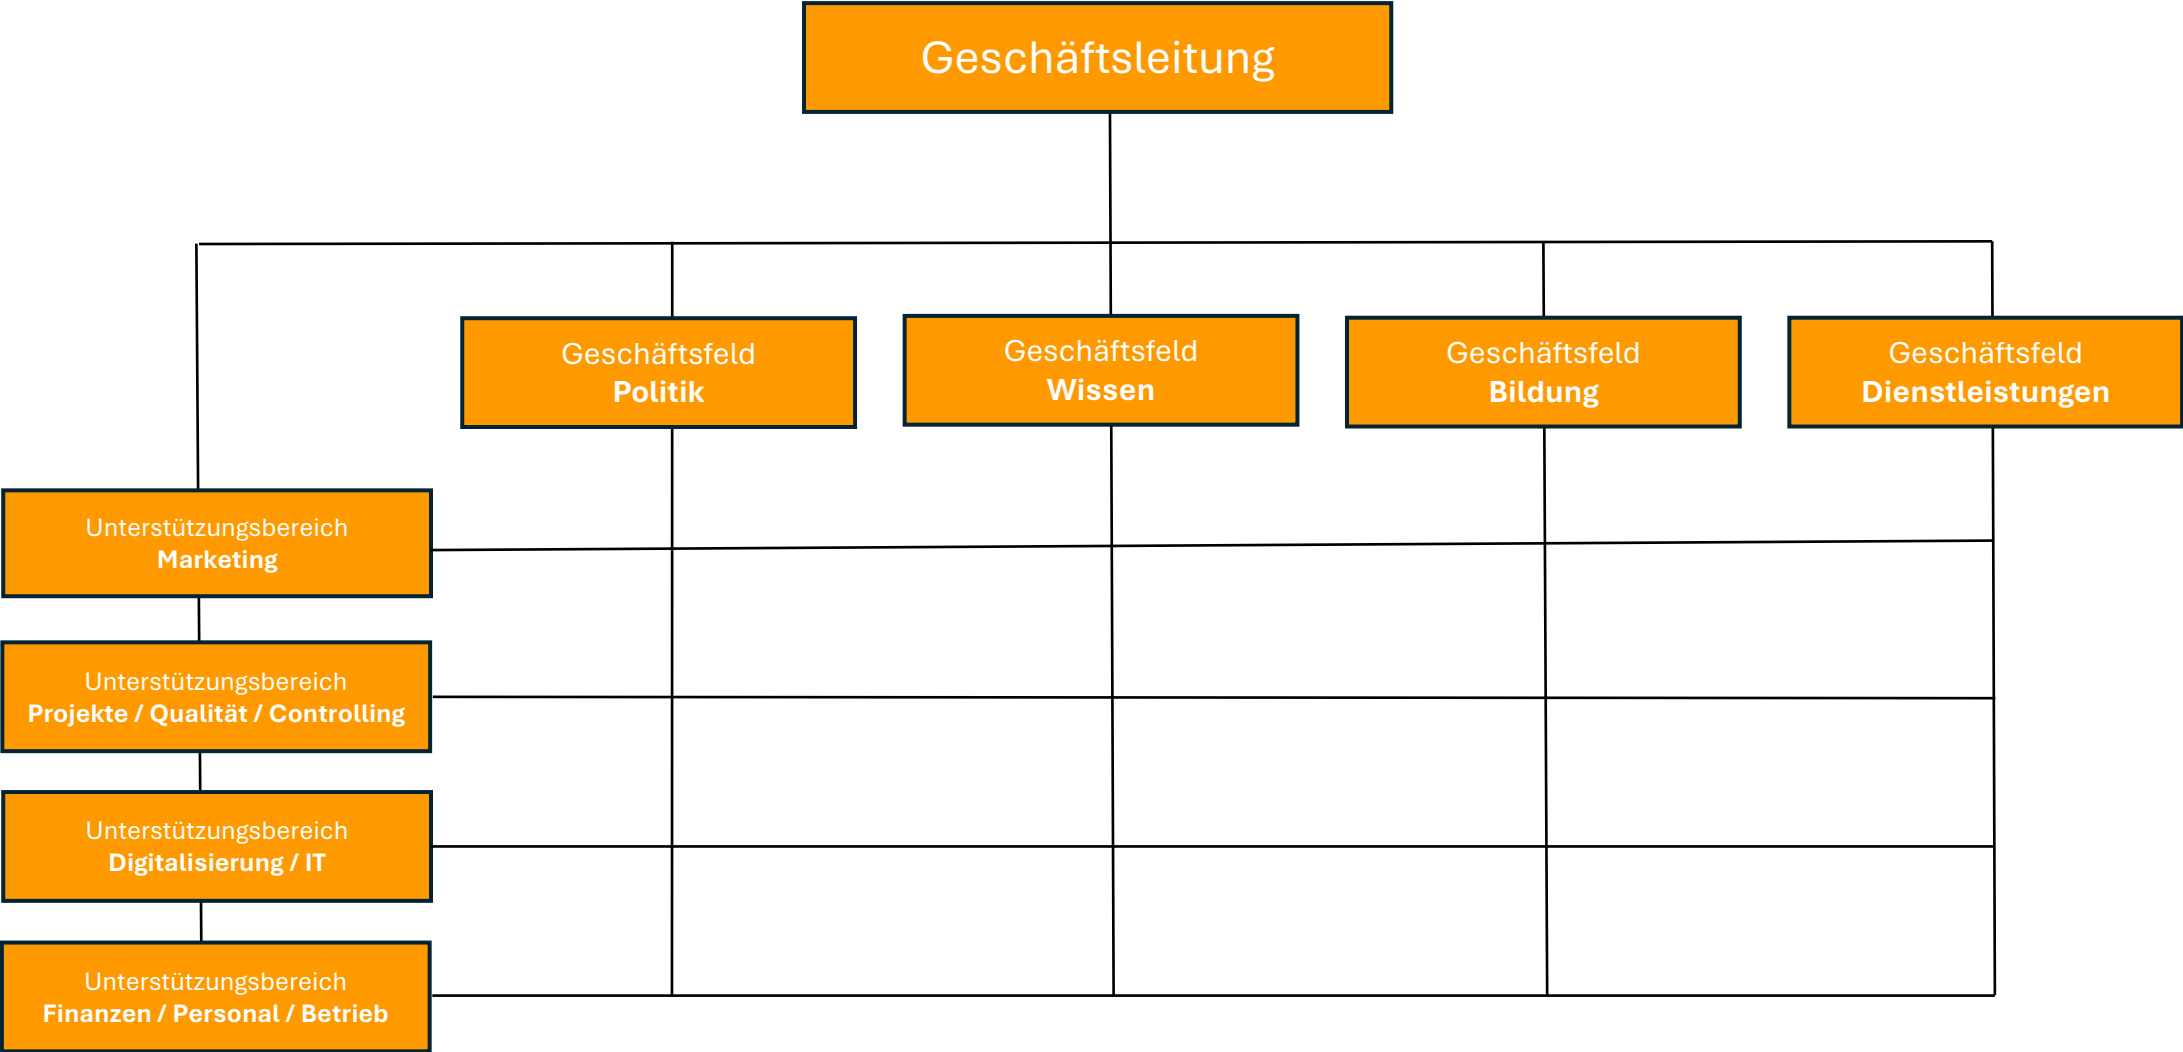 Geschäftsleitung
Geschäftsfeld
Politik
Geschäftsfeld
Wissen
Geschäftsfeld
Bildung
Geschäftsfeld
Dienstleistungen
Unterstützungsbereich
Marketing
Unterstützungsbereich
Projekte / Qualität / Controlling
Unterstützungsbereich
Digitalisierung / IT
Unterstützungsbereich
Finanzen / Personal / Betrieb